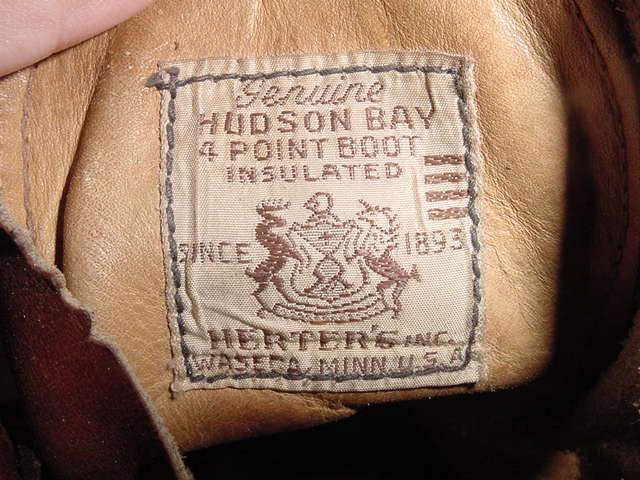 Genuine
HUDSON BAY
4 POINT BOOT
INSULATED
SINCE 1893
HERTER'S INC.
WASECA, MINN. U.S.A